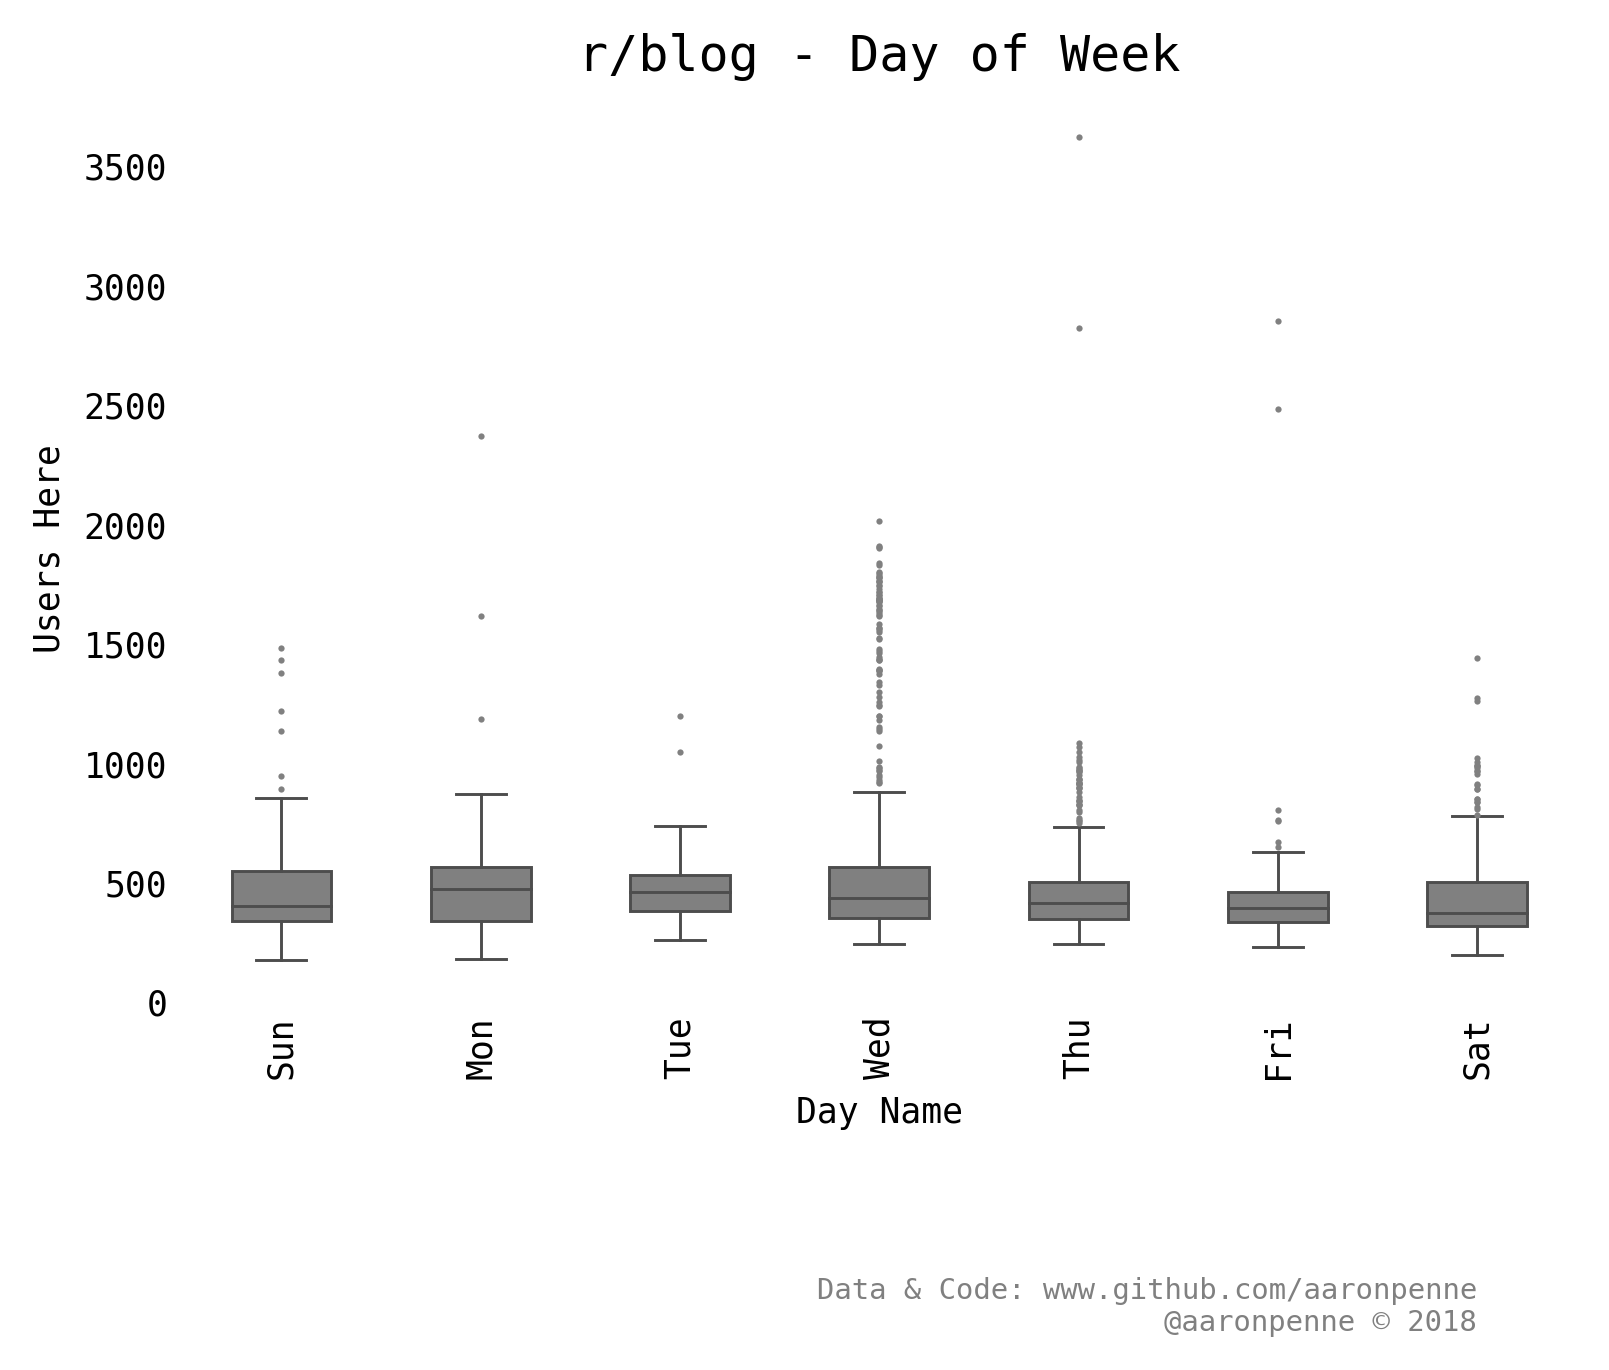 r/blog - Day of Week
3500
3000
2500
2000
1500
1000
500
0
Users Here
Sun
Mon
Tue
Wed
Thu
Fri
Sat
Day Name
Data & Code: www.github.com/aaronpenne
@aaronpenne © 2018